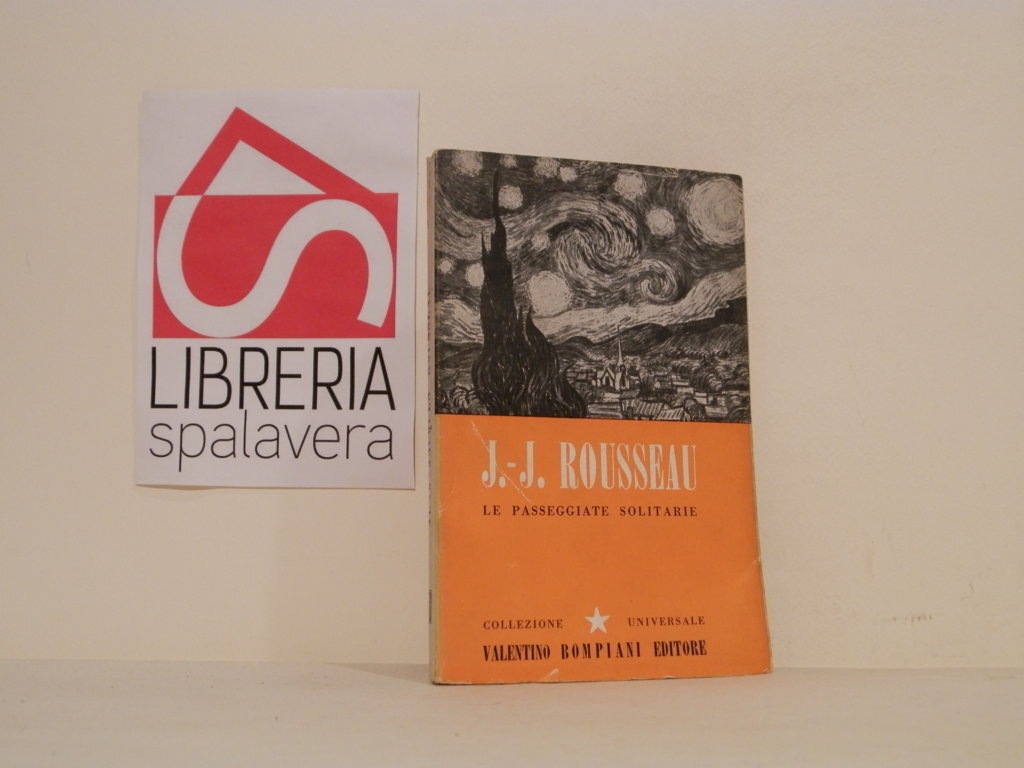 LIBRERIA
spalavera
J.-J. ROUSSEAU
LE PASSEGGIATE SOLITARIE
COLLEZIONE UNIVERSALE
VALENTINO BOMPIANI EDITORE